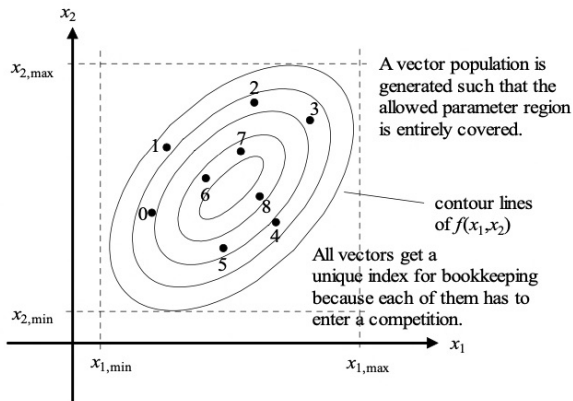 x2
x2,max
A vector population is
generated such that the
allowed parameter region
is entirely covered.
2
3
1
7
6
0
8
4
5
contour lines
of f(x1,x2)
All vectors get a
unique index for bookkeeping
because each of them has to
enter a competition.
x2,min
x1
x1,min
x1,max